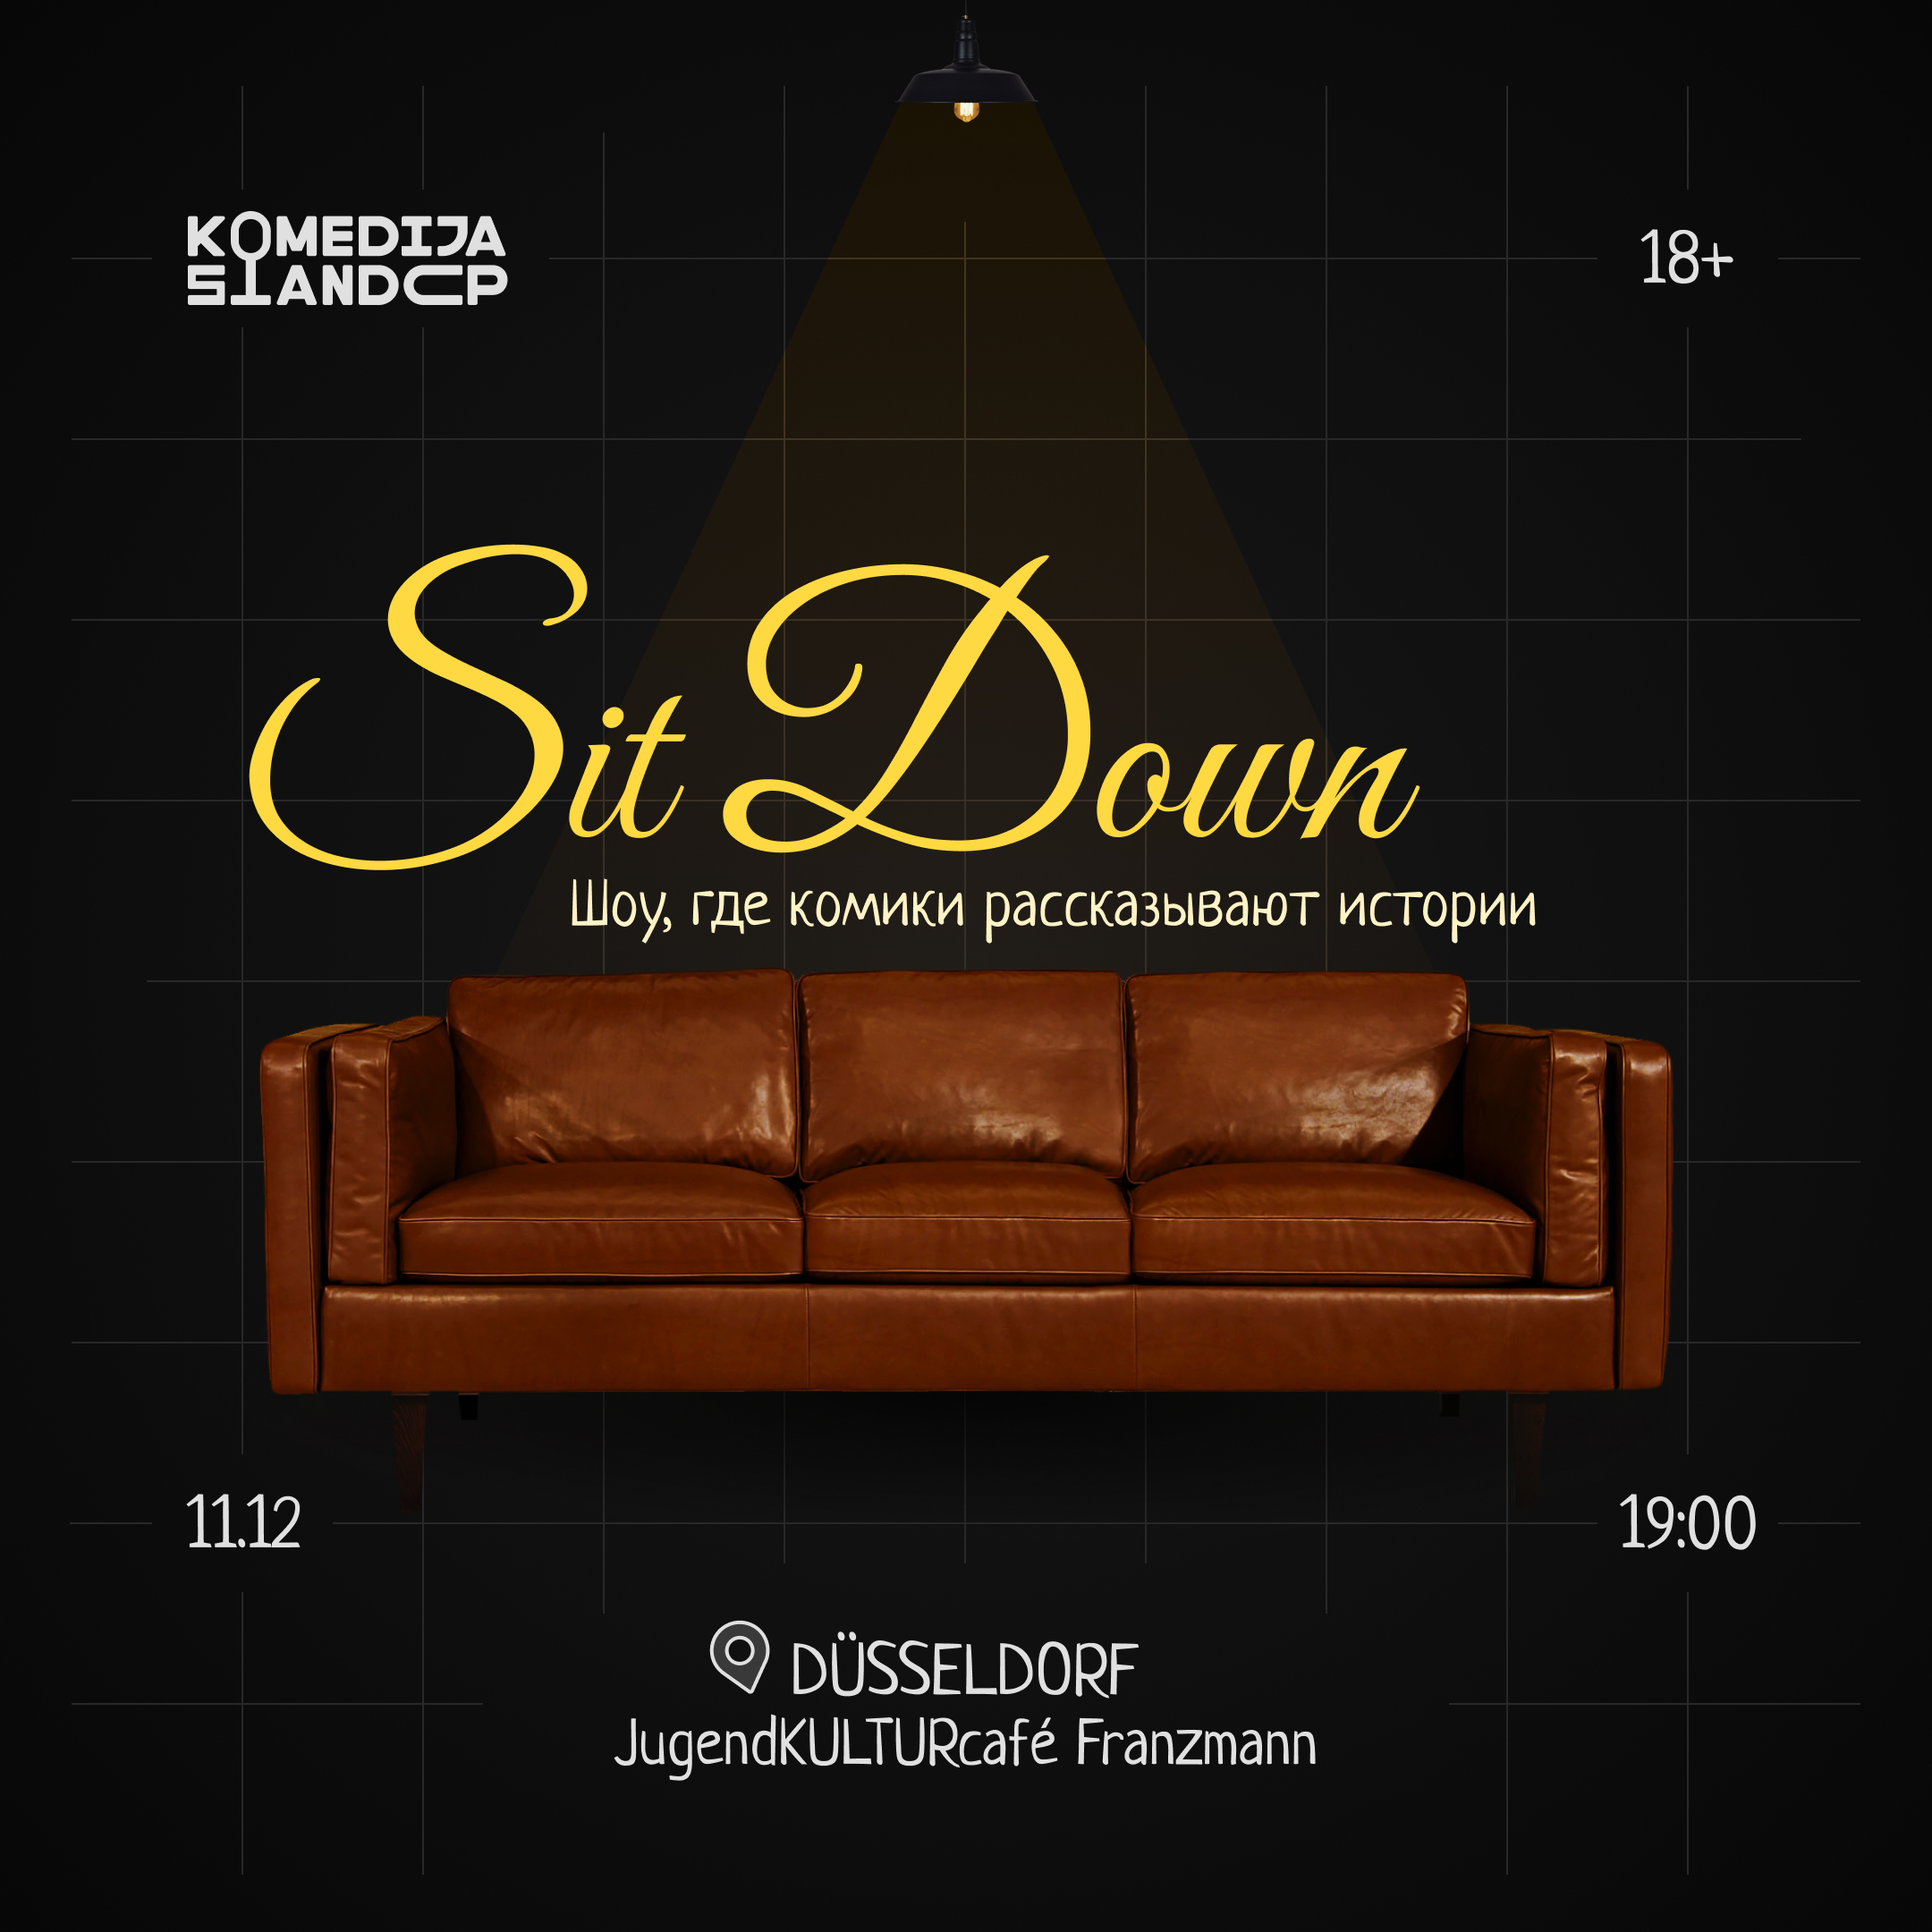 KOMEDIJA
STANDUP
18+
Sit Down
Шоу, где комики рассказывают истории
11.12
19:00
DÜSSELDORF
JugendKULTURcafé Franzmann